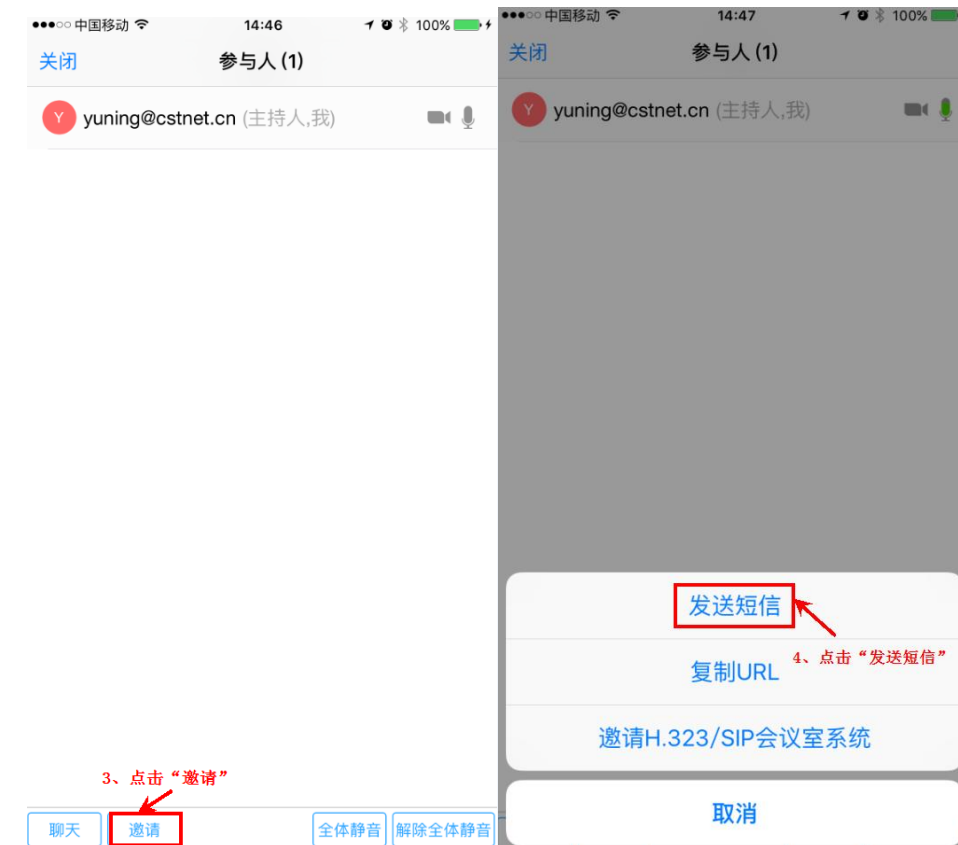 中国移动 14:46 100%
关闭 参与人 (1)
Y yuning@cstnet.cn (主持人,我)
3、点击“邀请”
聊天 邀请 全体静音 解除全体静音
中国移动 14:47 100%
关闭 参与人 (1)
Y yuning@cstnet.cn (主持人,我)
发送短信
4、点击“发送短信”
复制URL
邀请H.323/SIP会议室系统
取消